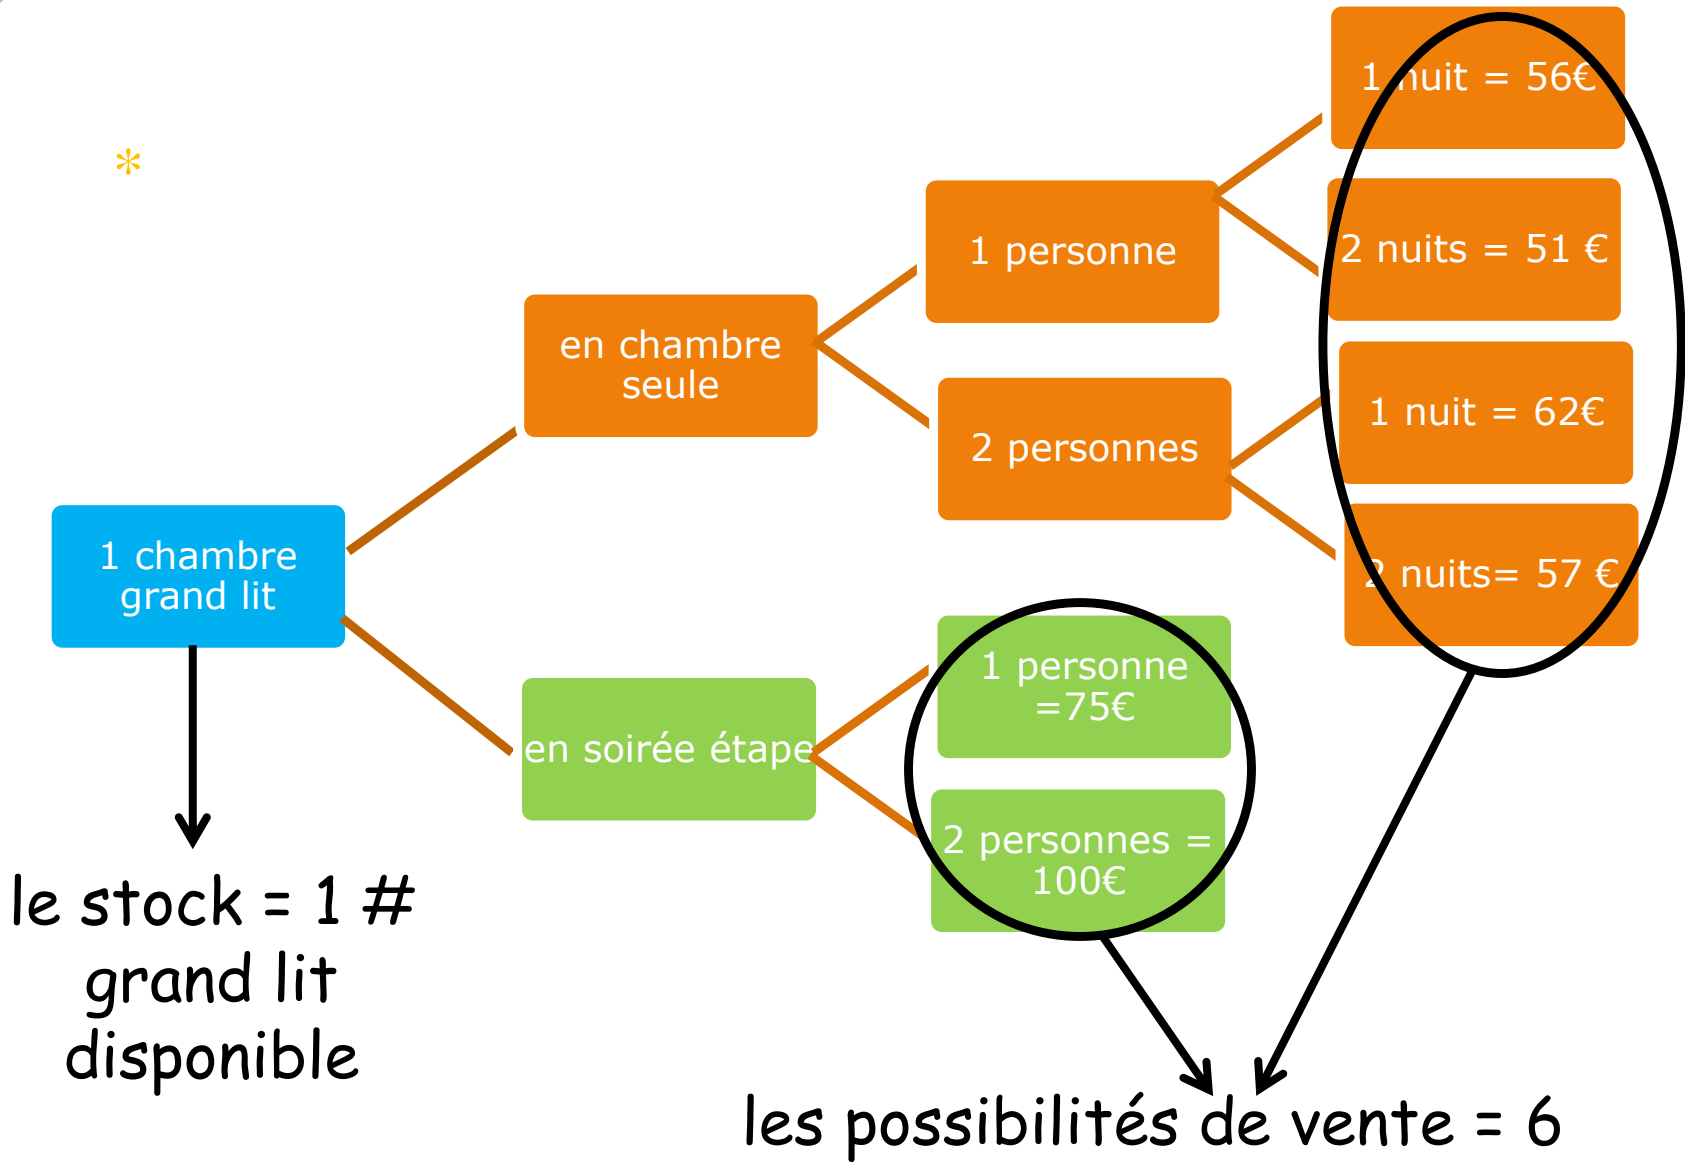 *
1 chambre
grand lit
en chambre
seule
1 personne
1 nuit = 56€
2 nuits = 51 €
2 personnes
1 nuit = 62€
2 nuits= 57 €
en soirée étape
1 personne
=75€
2 personnes =
100€
le stock = 1 #
grand lit
disponible
les possibilités de vente = 6